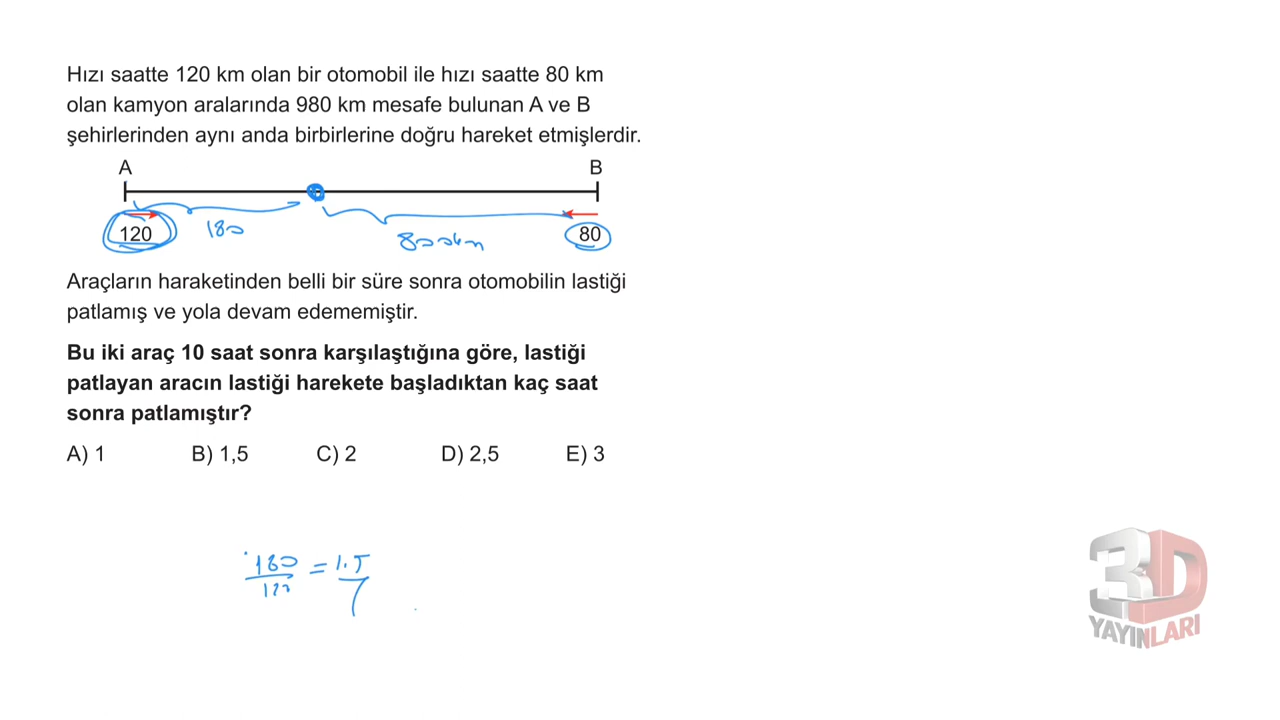 Hızı saatte 120 km olan bir otomobil ile hızı saatte 80 km
olan kamyon aralarında 980 km mesafe bulunan A ve B
şehirlerinden aynı anda birbirlerine doğru hareket etmişlerdir.
A B
120 180 800km 80
Araçların haraketinden belli bir süre sonra otomobilin lastiği
patlamış ve yola devam edememiştir.
Bu iki araç 10 saat sonra karşılaştığına göre, lastiği
patlayan aracın lastiği harekete başladıktan kaç saat
sonra patlamıştır?
A) 1 B) 1,5 C) 2 D) 2,5 E) 3
180 = 1.5
120
3D
YAYINLARI